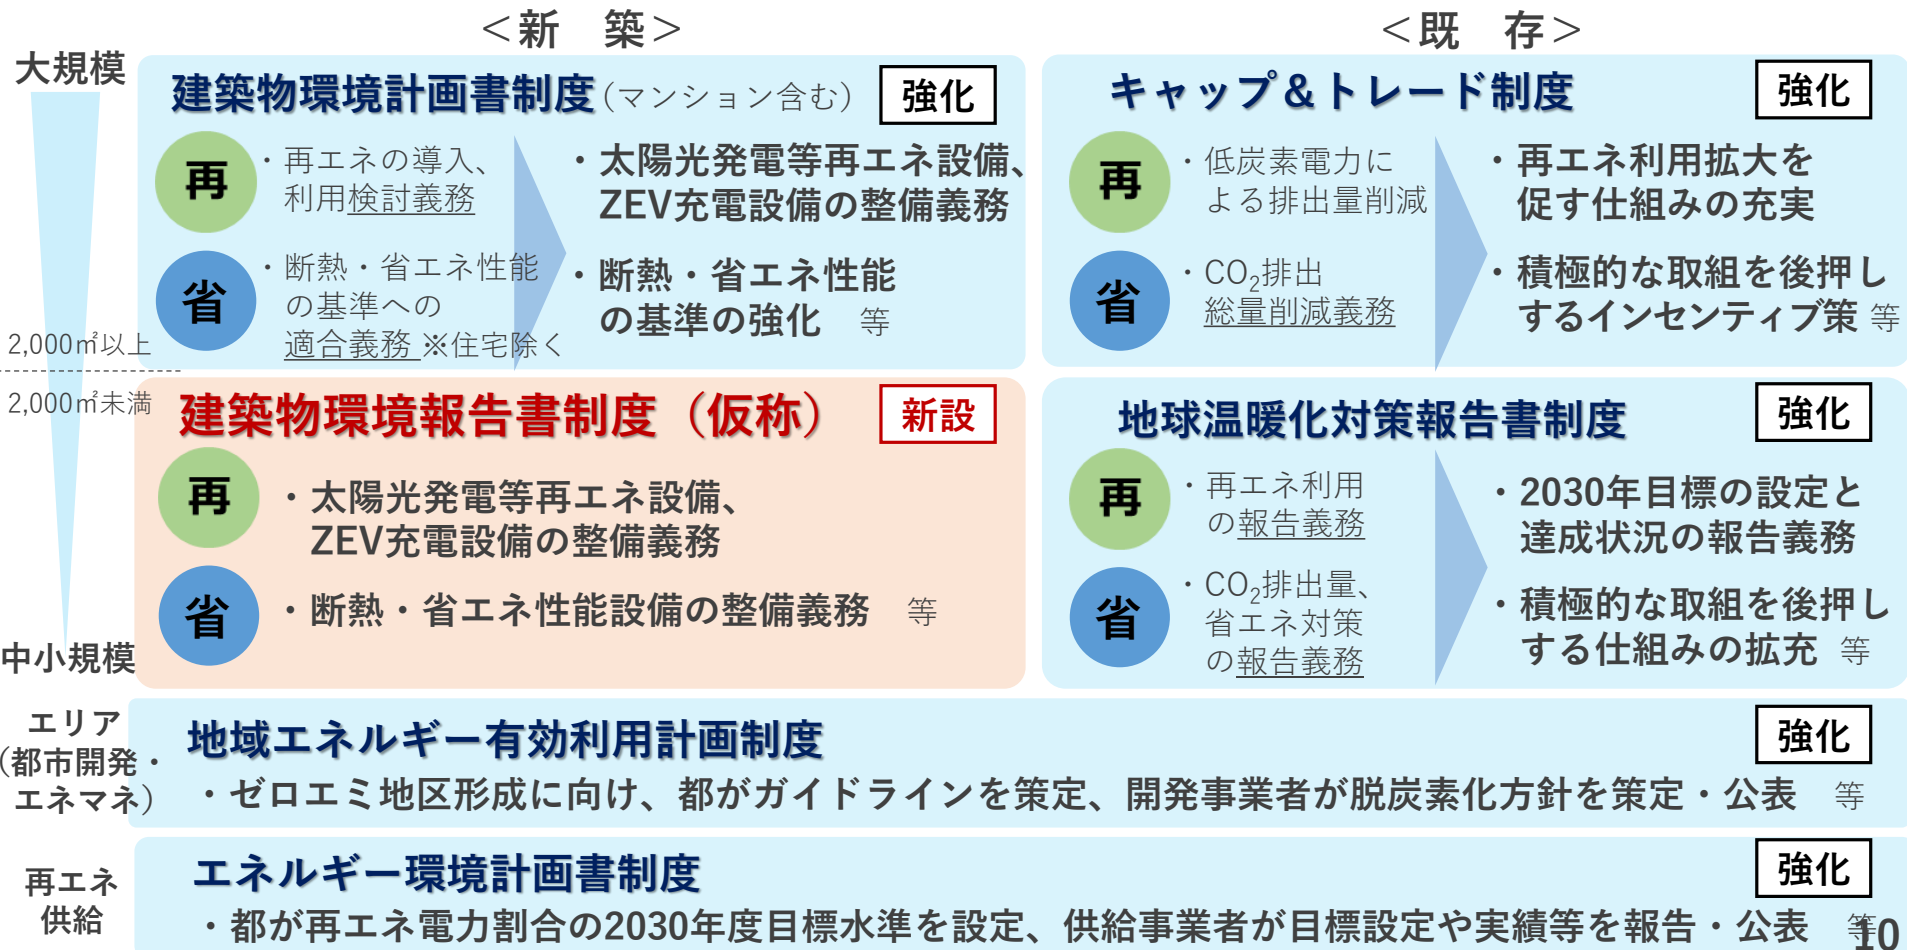 ＜新　築＞
＜既　存＞
大規模
建築物環境計画書制度(マンション含む)
強化
再
・再エネの導入、
利用検討義務
省
・断熱・省エネ性能
の基準への
適合義務 ※住宅除く
・太陽光発電等再エネ設備、
ZEV充電設備の整備義務
・断熱・省エネ性能
の基準の強化　等
キャップ＆トレード制度
強化
再
・低炭素電力に
よる排出量削減
省
・CO₂排出
総量削減義務
・再エネ利用拡大を
促す仕組みの充実
・積極的な取組を後押し
するインセンティブ策 等
2,000㎡以上
2,000㎡未満
建築物環境報告書制度（仮称）
新設
再
・太陽光発電等再エネ設備、
ZEV充電設備の整備義務
省
・断熱・省エネ性能設備の整備義務　等
地球温暖化対策報告書制度
強化
再
・再エネ利用
の報告義務
省
・CO₂排出量、
省エネ対策
の報告義務
・2030年目標の設定と
達成状況の報告義務
・積極的な取組を後押し
する仕組みの拡充　等
中小規模
エリア
(都市開発・
エネマネ)
地域エネルギー有効利用計画制度
強化
・ゼロエミ地区形成に向け、都がガイドラインを策定、開発事業者が脱炭素化方針を策定・公表　等
再エネ
供給
エネルギー環境計画書制度
強化
・都が再エネ電力割合の2030年度目標水準を設定、供給事業者が目標設定や実績等を報告・公表　等
10